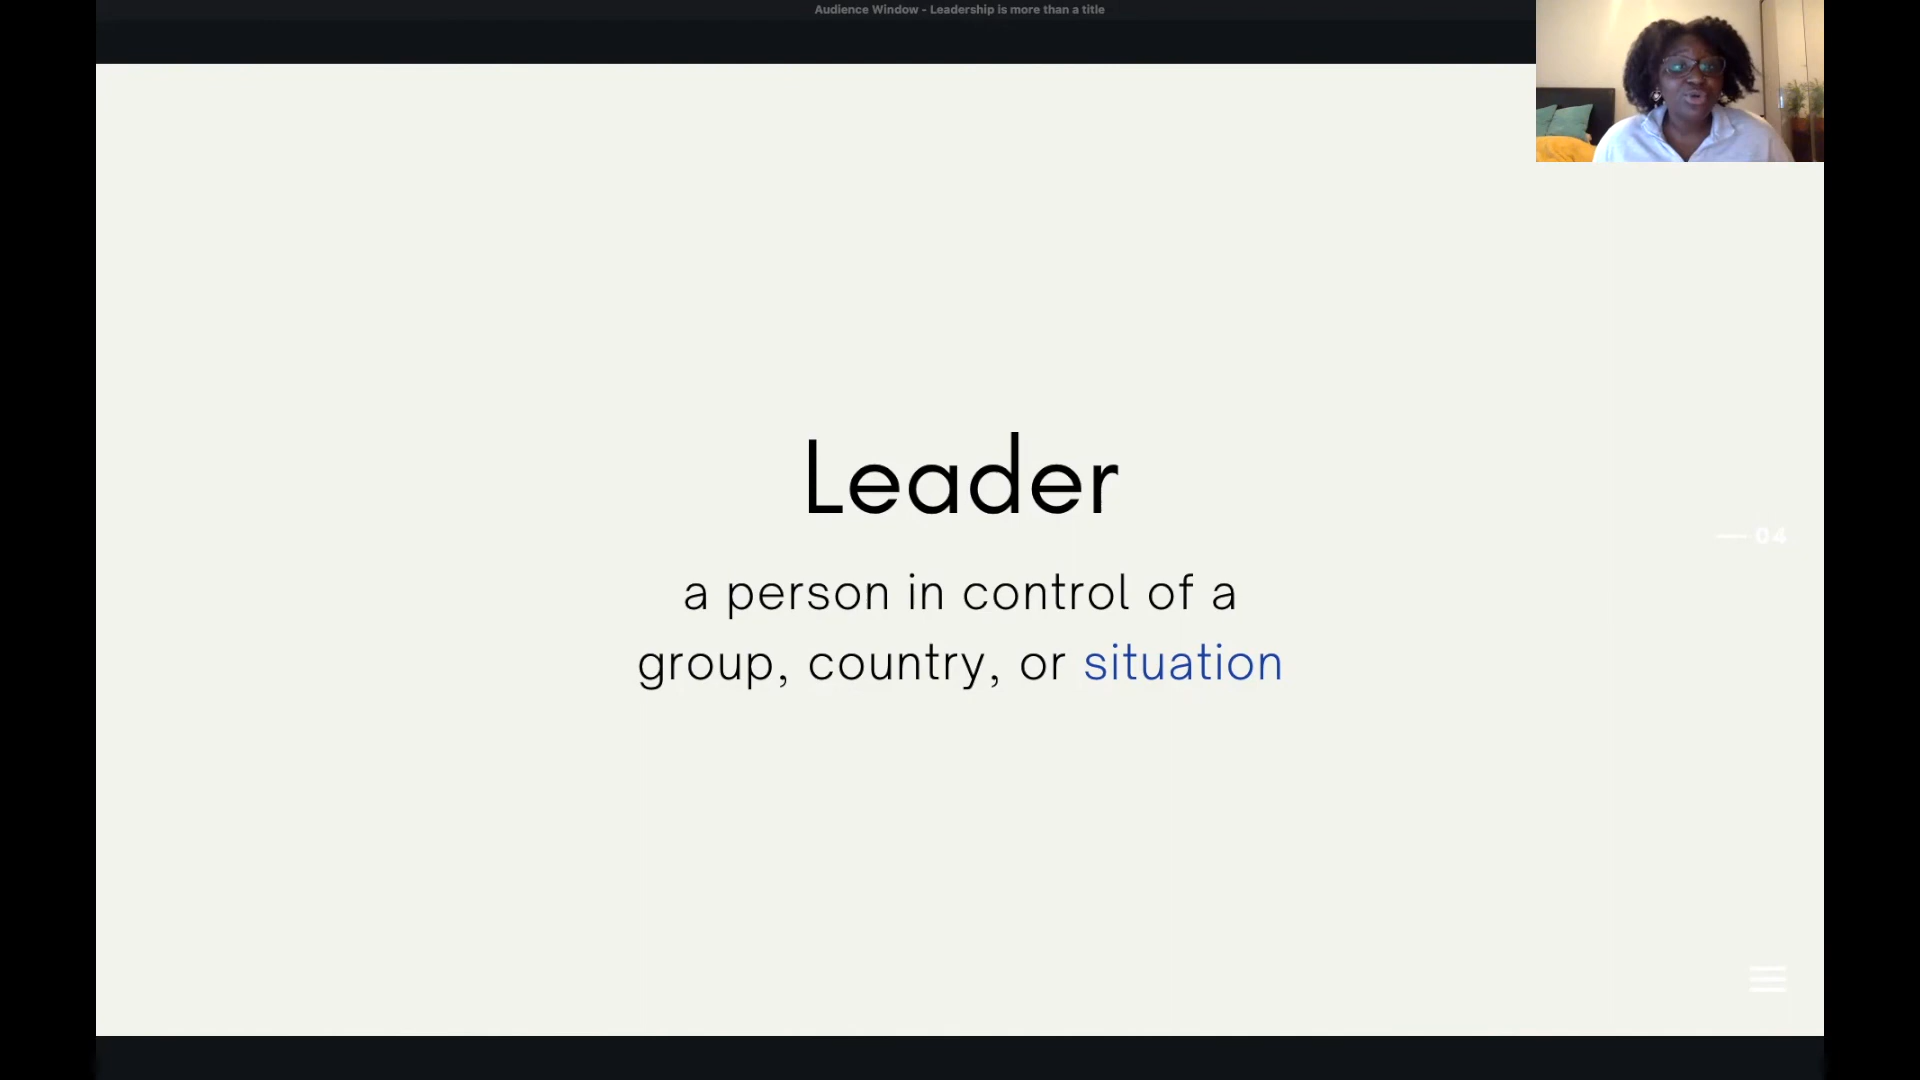 Audience Window - Leadership is more than a title
Leader
a person in control of a
group, country, or situation
04